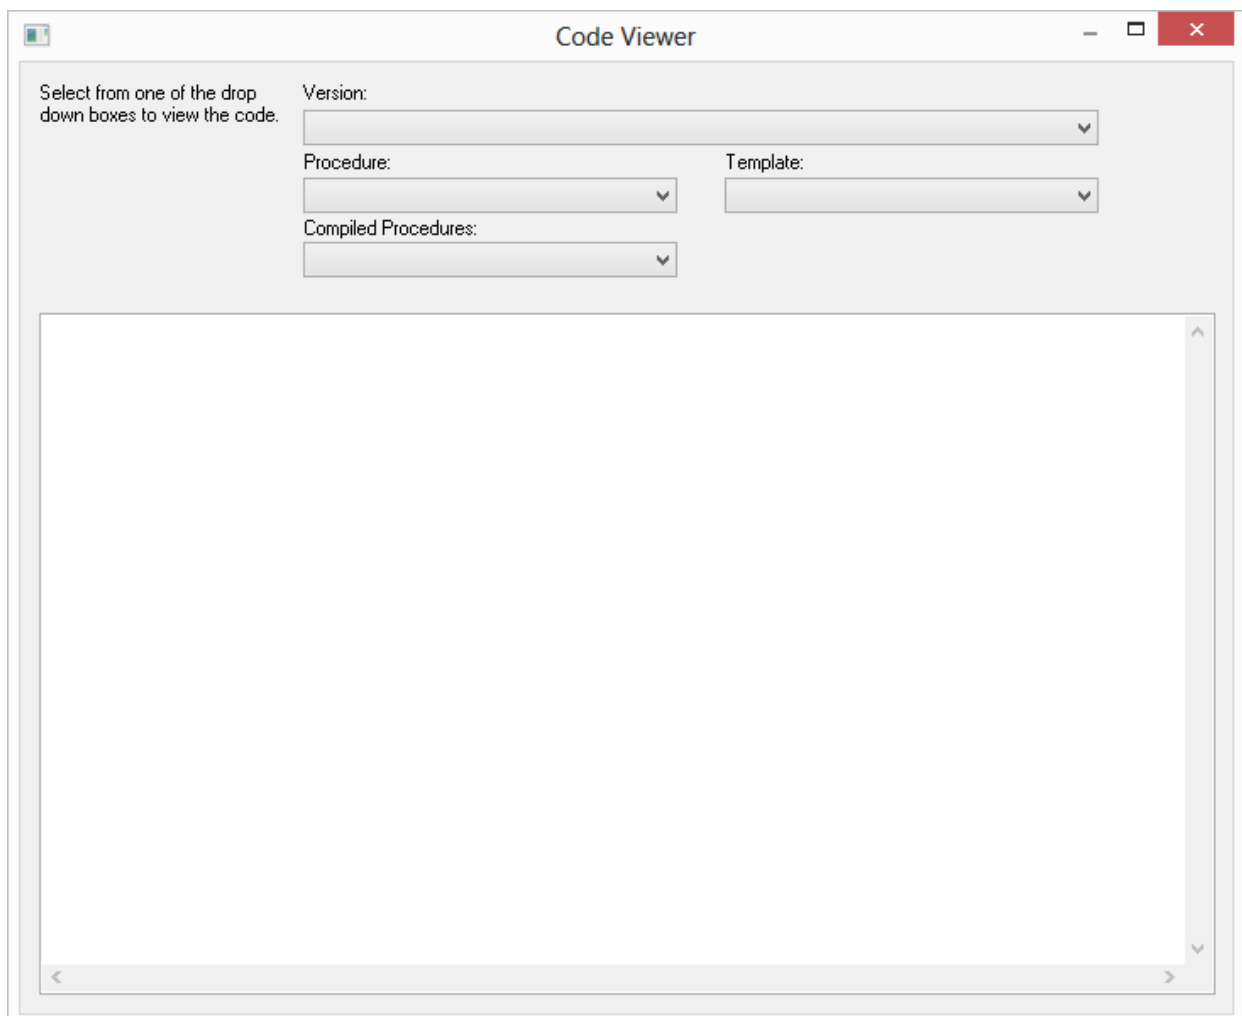 Code Viewer
Select from one of the drop
down boxes to view the code.
Version:
Procedure:
Template:
Compiled Procedures: